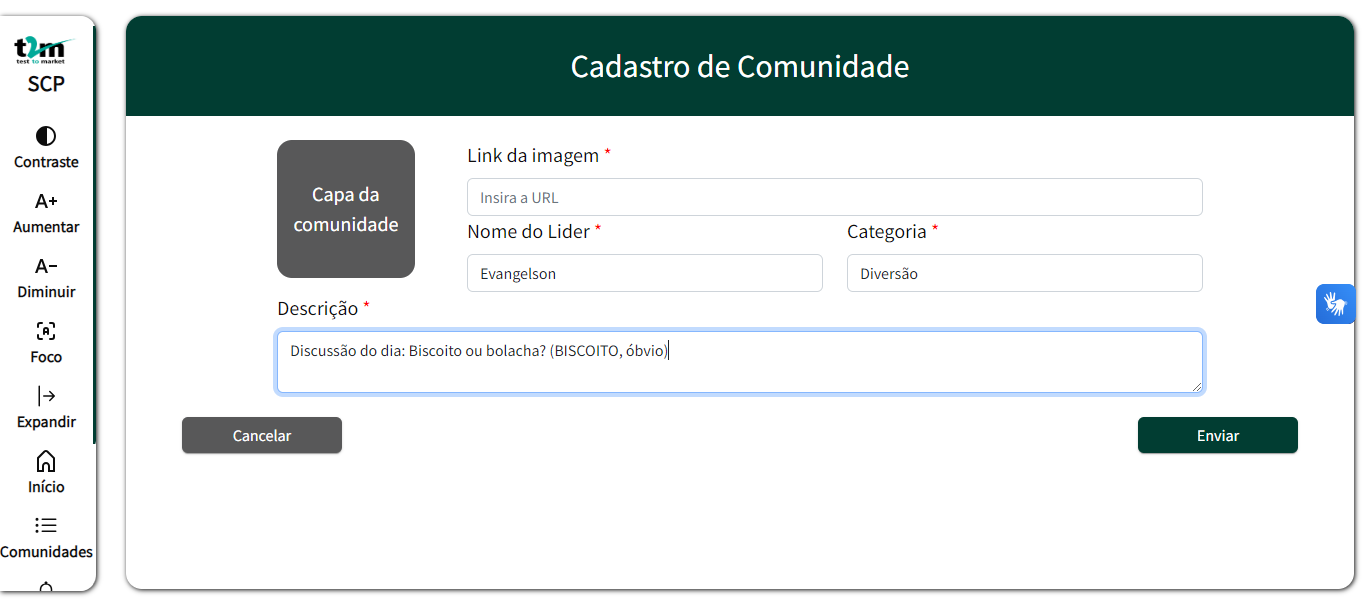 t2m
test to market
SCP
Contraste
A+
Aumentar
A-
Diminuir
A
Foco
Expandir
Início
Comunidades
Cadastro de Comunidade
Capa da
comunidade
Link da imagem *
Insira a URL
Nome do Lider *
Categoria *
Evangelson
Diversão
Descrição *
Discussão do dia: Biscoito ou bolacha? (BISCOITO, óbvio)
Cancelar
Enviar